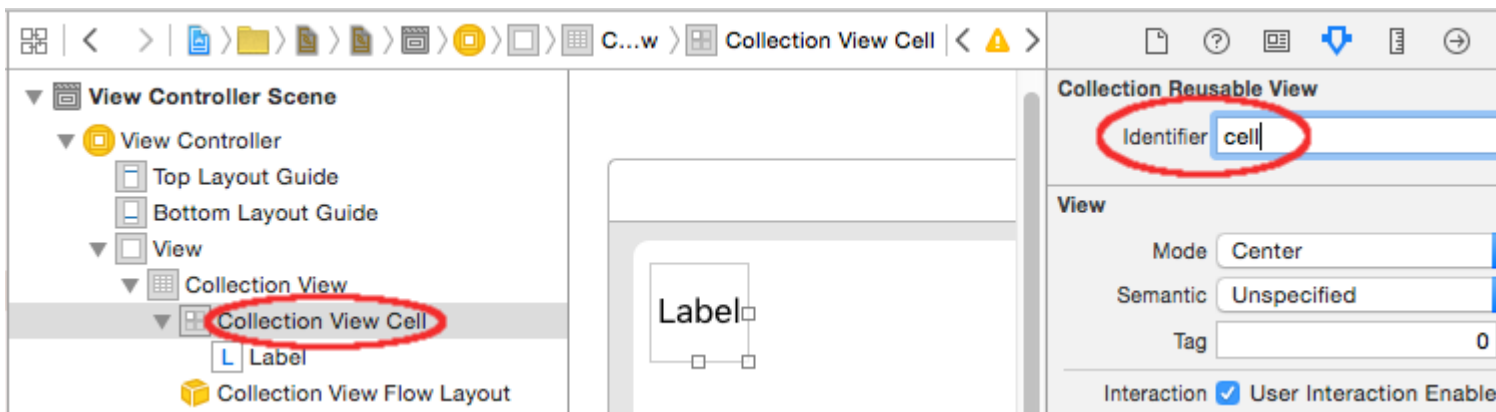 C...w
Collection View Cell
View Controller Scene
View Controller
Top Layout Guide
Bottom Layout Guide
View
Collection View
Collection View Cell
L
Label
Collection View Flow Layout
Label
Collection Reusable View
Identifier cell
View
Mode Center
Semantic Unspecified
Tag 0
Interaction User Interaction Enable